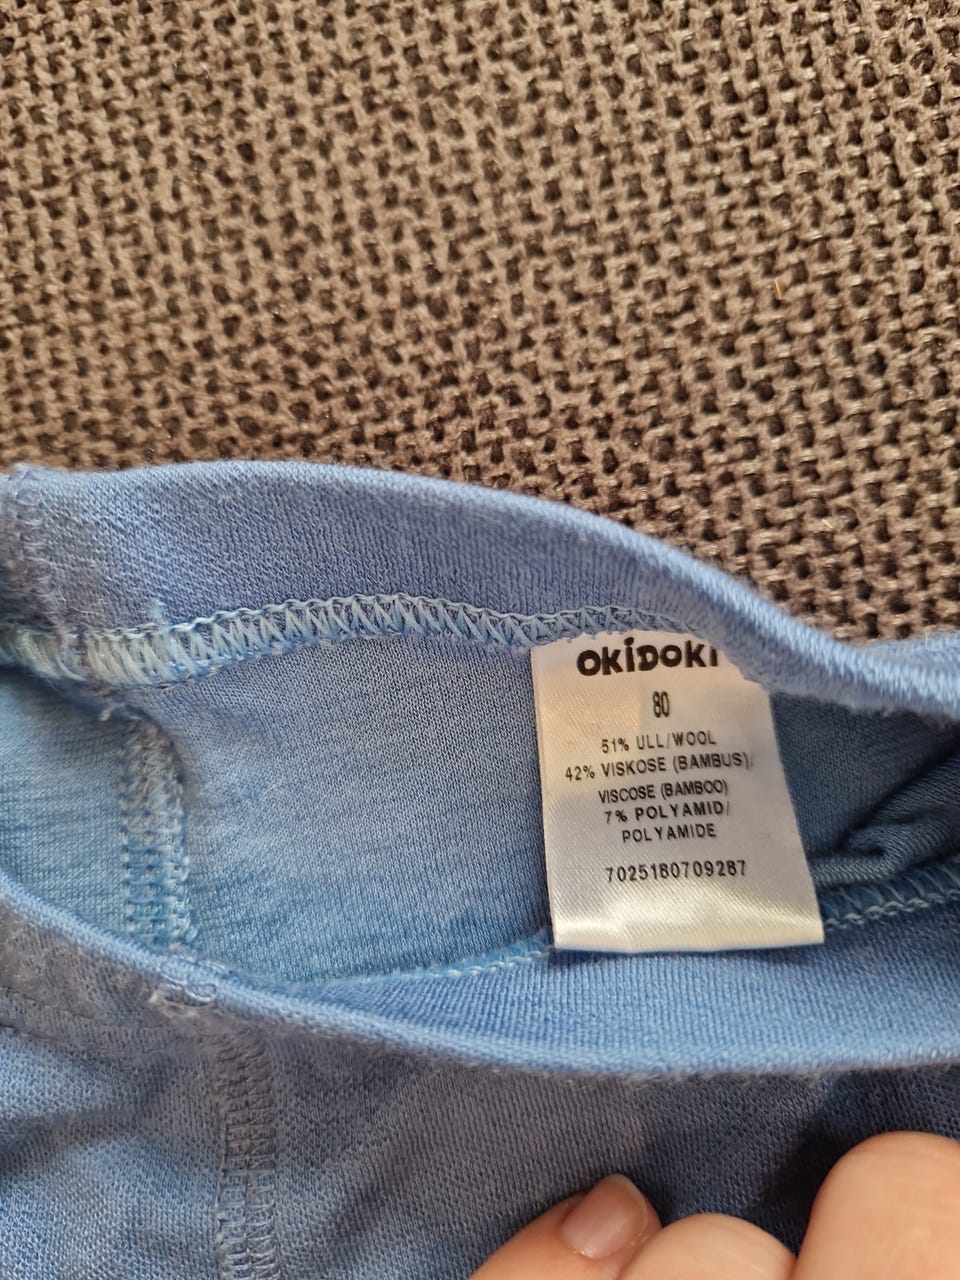 OKiDOKi
80
51% ULL/WOOL
42% VISKOSE (BAMBUS)/
VISCOSE (BAMBOO)
7% POLYAMID/
POLYAMIDE
7025180709287